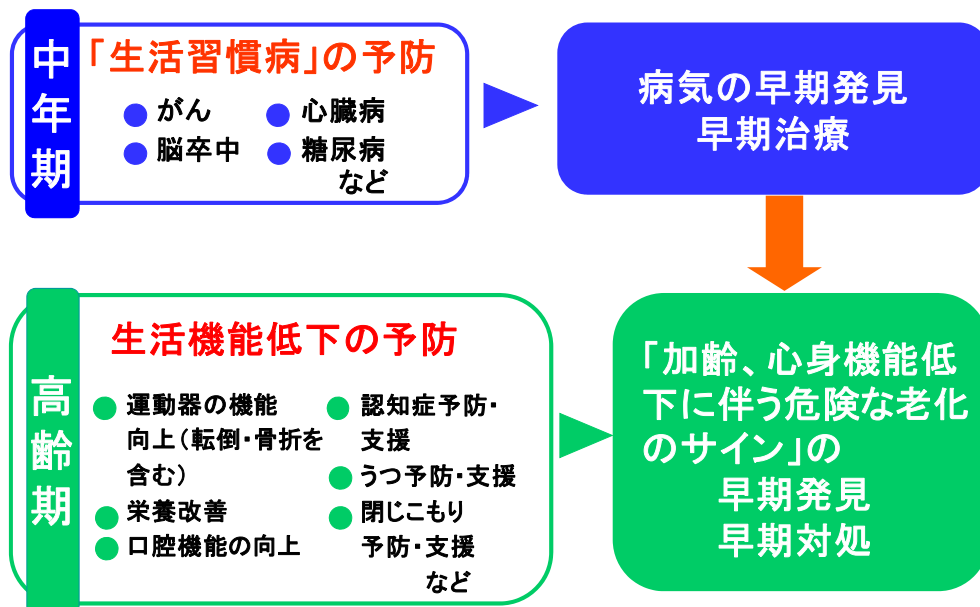 中年期
「生活習慣病」の予防
● がん ● 心臓病
● 脳卒中 ● 糖尿病
など
病気の早期発見
早期治療
高齢期
生活機能低下の予防
● 運動器の機能
向上(転倒・骨折を
含む)
● 栄養改善
● 口腔機能の向上
● 認知症予防・
支援
● うつ予防・支援
● 閉じこもり
予防・支援
など
「加齢、心身機能低
下に伴う危険な老化
のサイン」の
早期発見
早期対処